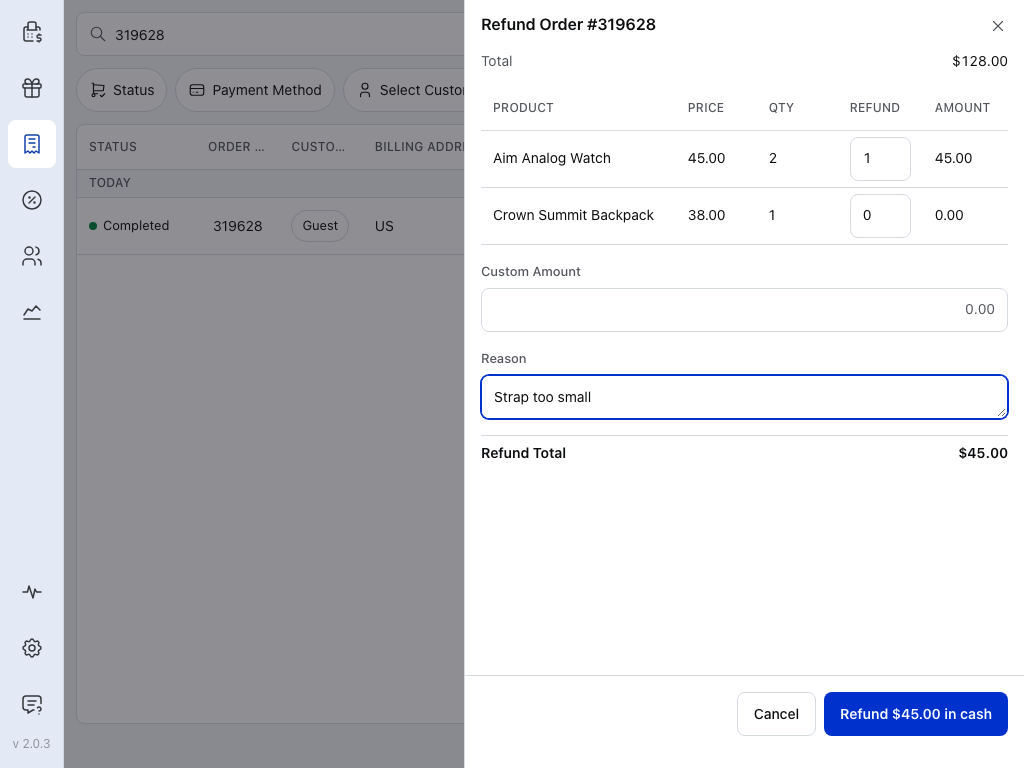 319628
Status
Payment Method
Select Custo
STATUS
ORDER ...
CUSTO...
BILLING ADDR
TODAY
Completed
319628
Guest
US
v 2.0.3
Refund Order #319628
Total
$128.00
PRODUCT
PRICE
QTY
REFUND
AMOUNT
Aim Analog Watch
45.00
2
1
45.00
Crown Summit Backpack
38.00
1
0
0.00
Custom Amount
0.00
Reason
Strap too small
Refund Total
$45.00
Cancel
Refund $45.00 in cash